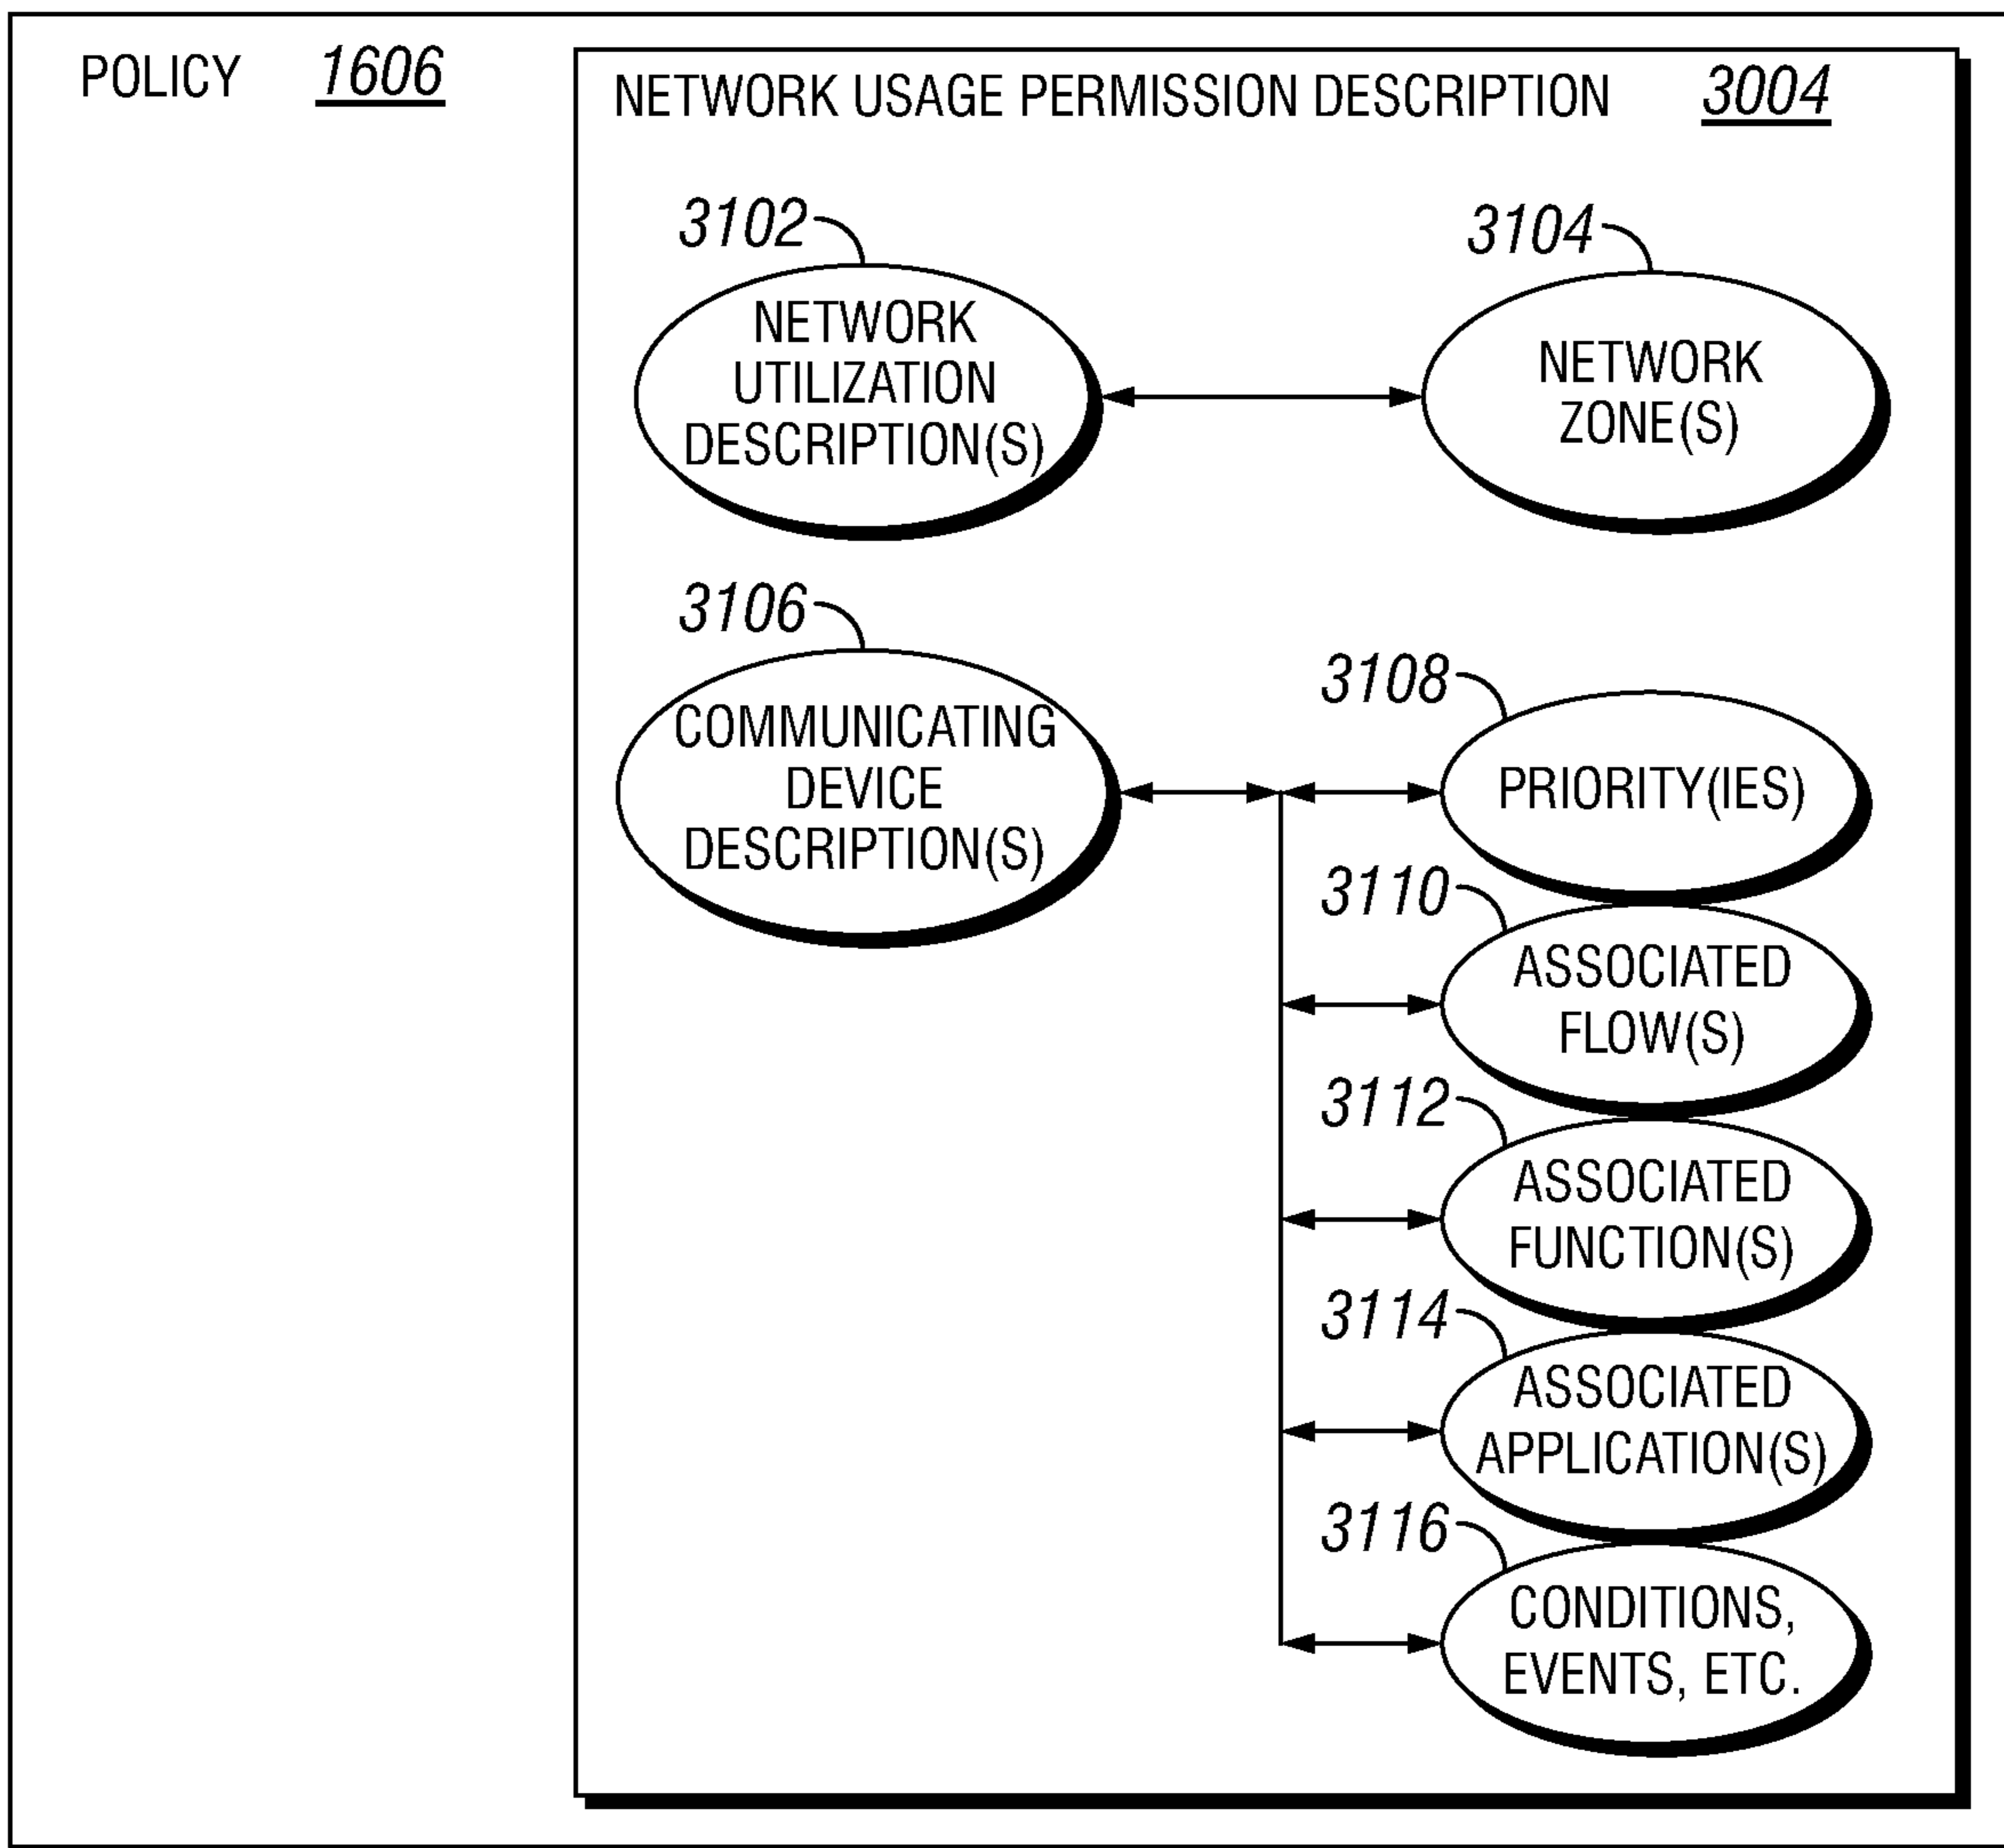 POLICY 1606
NETWORK USAGE PERMISSION DESCRIPTION 3004
3102
NETWORK
UTILIZATION
DESCRIPTION(S)
3104
NETWORK
ZONE(S)
3106
COMMUNICATING
DEVICE
DESCRIPTION(S)
3108
PRIORITY(IES)
3110
ASSOCIATED
FLOW(S)
3112
ASSOCIATED
FUNCTION(S)
3114
ASSOCIATED
APPLICATION(S)
3116
CONDITIONS,
EVENTS, ETC.